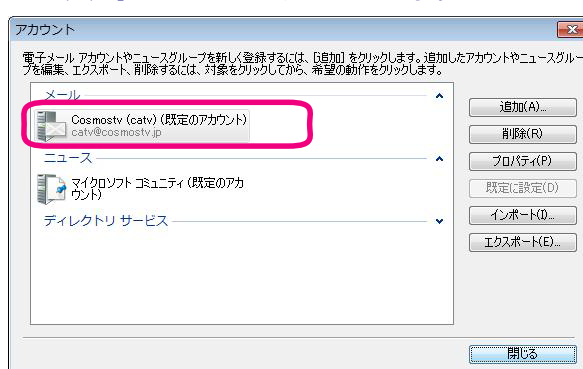 アカウント
電子メール アカウントやニュースグループを新しく登録するには、[追加] をクリックします。追加したアカウントやニュースグルー
プを編集、エクスポート、削除するには、対象をクリックしてから、希望の動作をクリックします。
メール
Cosmostv (catv) (既定のアカウント)
catv@cosmostv.jp
ニュース
マイクロソフト コミュニティ (既定のアカ
ウント)
ディレクトリ サービス
追加(A)...
削除(R)
プロパティ(P)
既定に設定(D)
インポート(I)...
エクスポート(E)...
閉じる